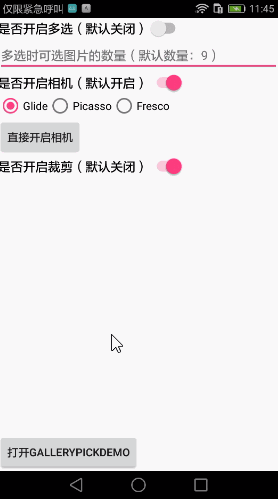 仅限紧急呼叫 11:45
是否开启多选（默认关闭）
多选时可选图片的数量（默认数量：9）
是否开启相机（默认开启）
Glide Picasso Fresco
直接开启相机
是否开启裁剪（默认关闭）
打开GALLERYPICKDEMO